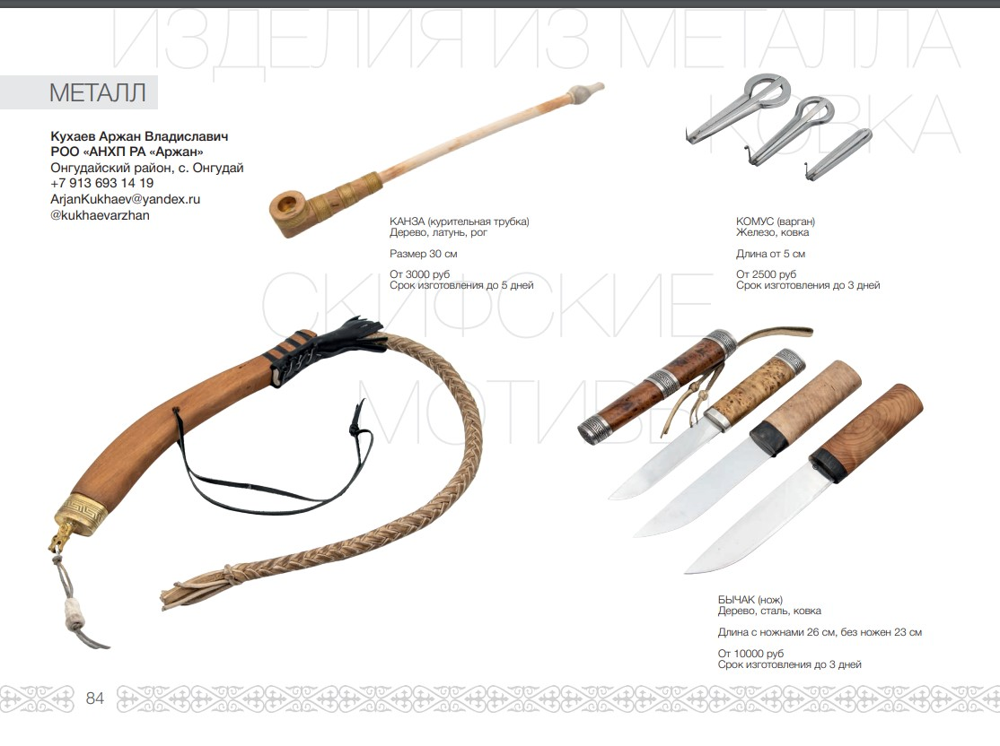 ИЗДЕЛИЯ ИЗ МЕТАЛЛА
КОВКА
МЕТАЛЛ
Кухаев Аржан Владиславич
РОО «АНХП РА «Аржан»
Онгудайский район, с. Онгудай
+7 913 693 14 19
ArjanKukhaev@yandex.ru
@kukhaevarzhan
КАНЗА (курительная трубка)
Дерево, латунь, рог
Размер 30 см
От 3000 руб
Срок изготовления до 5 дней
КОМУС (варган)
Железо, ковка
Длина от 5 см
От 2500 руб
Срок изготовления до 3 дней
СКИФСКИЕ
МОТИВЫ
БЫЧАК (нож)
Дерево, сталь, ковка
Длина с ножнами 26 см, без ножен 23 см
От 10000 руб
Срок изготовления до 3 дней
84